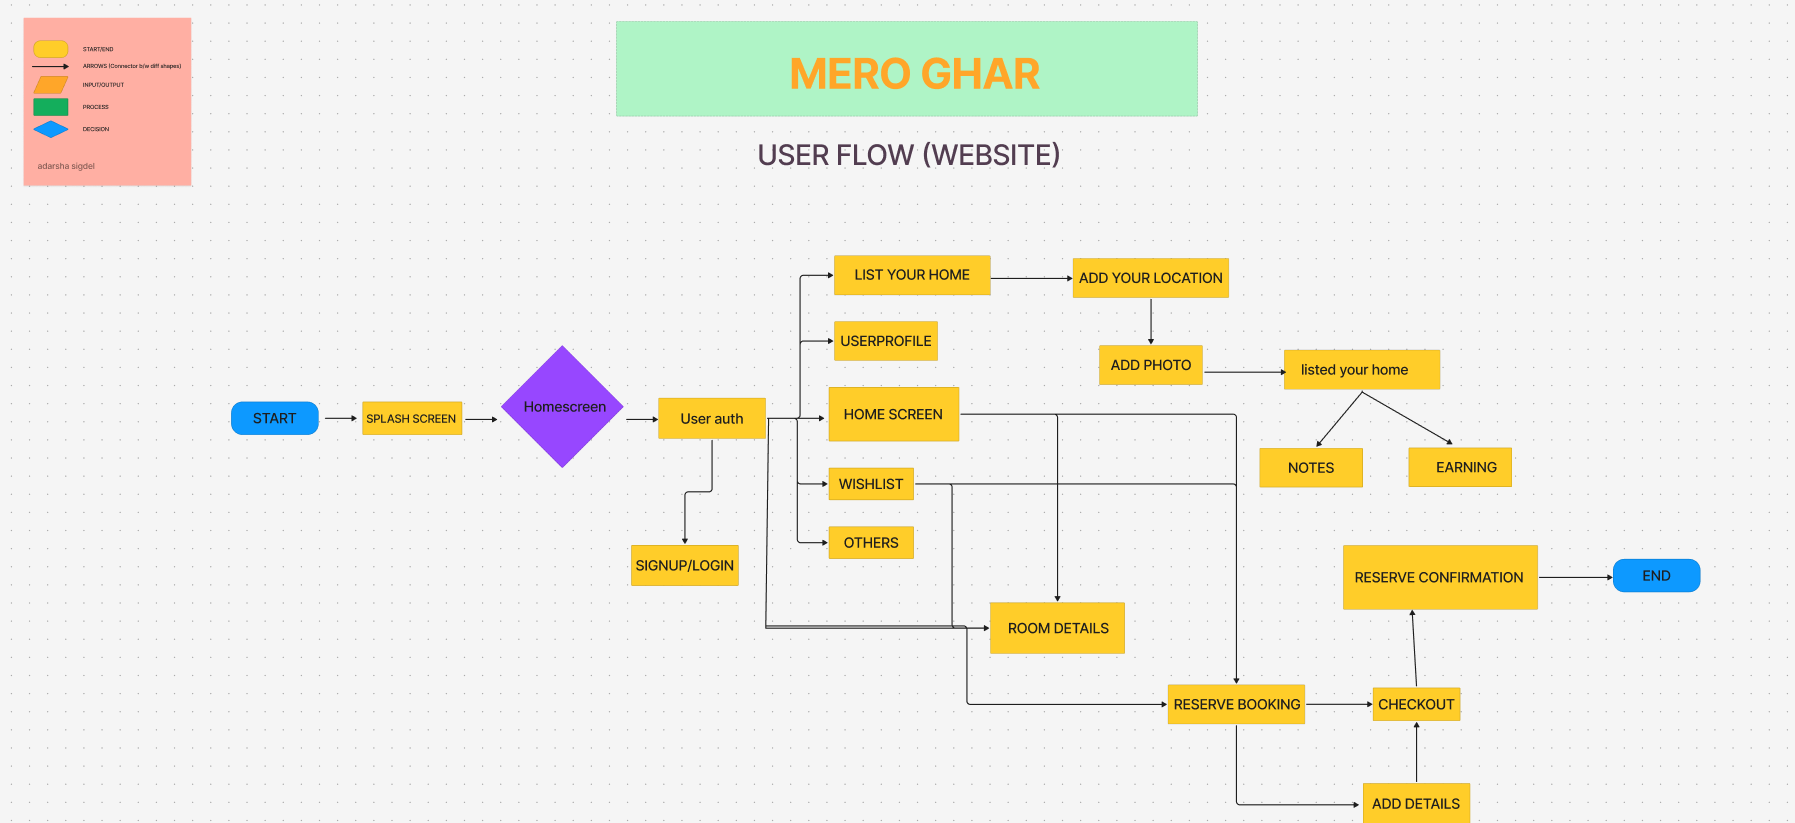 START/END
ARROWS (Connector b/w diff shapes)
INPUT/OUTPUT
PROCESS
DECISION
adarsha sigdel
MERO GHAR
USER FLOW (WEBSITE)
START
SPLASH SCREEN
Homescreen
User auth
SIGNUP/LOGIN
LIST YOUR HOME
USERPROFILE
HOME SCREEN
WISHLIST
OTHERS
ADD YOUR LOCATION
ADD PHOTO
listed your home
NOTES
EARNING
ROOM DETAILS
RESERVE BOOKING
CHECKOUT
ADD DETAILS
RESERVE CONFIRMATION
END